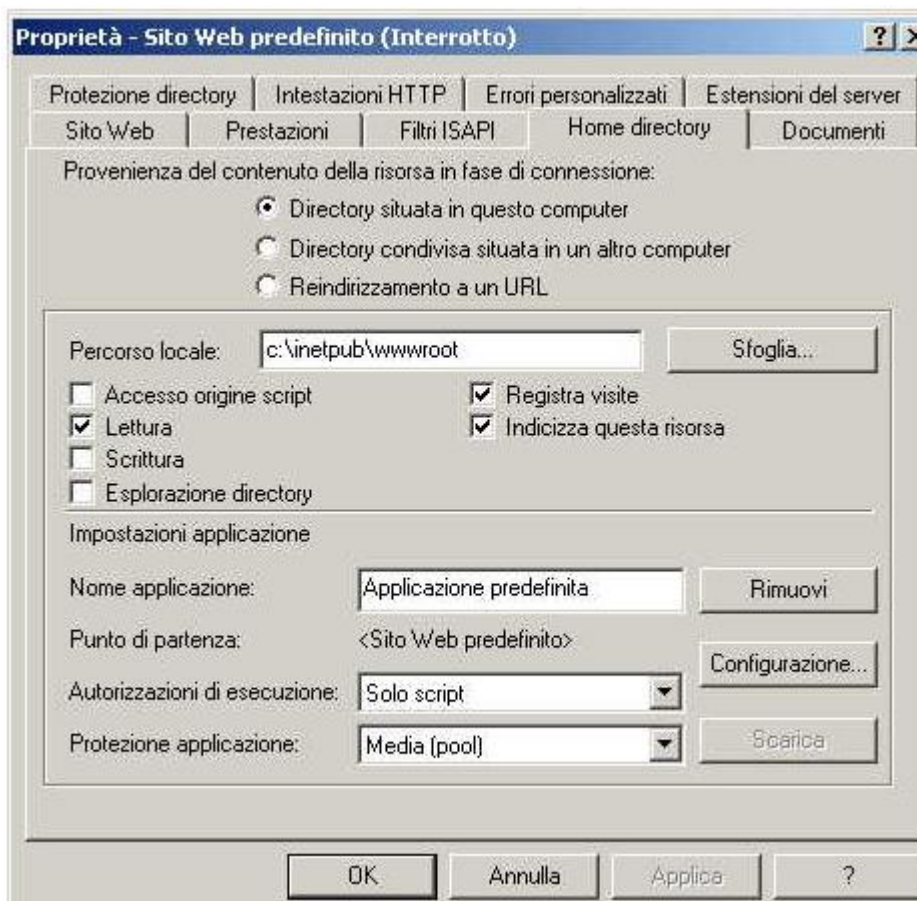 Proprietà - Sito Web predefinito (Interrotto)
Protezione directory Intestazioni HTTP Errori personalizzati Estensioni del server
Sito Web Prestazioni Filtri ISAPI Home directory Documenti
Provenienza del contenuto della risorsa in fase di connessione:
Directory situata in questo computer
Directory condivisa situata in un altro computer
Reindirizzamento a un URL
Percorso locale: c:\inetpub\wwwroot Sfoglia...
Accesso origine script Registra visite
Lettura Indicizza questa risorsa
Scrittura
Esplorazione directory
Impostazioni applicazione
Nome applicazione: Applicazione predefinita Rimuovi
Punto di partenza: <Sito Web predefinito>
Configurazione...
Autorizzazioni di esecuzione: Solo script
Protezione applicazione: Media (pool) Scarica
OK Annulla Applica ?